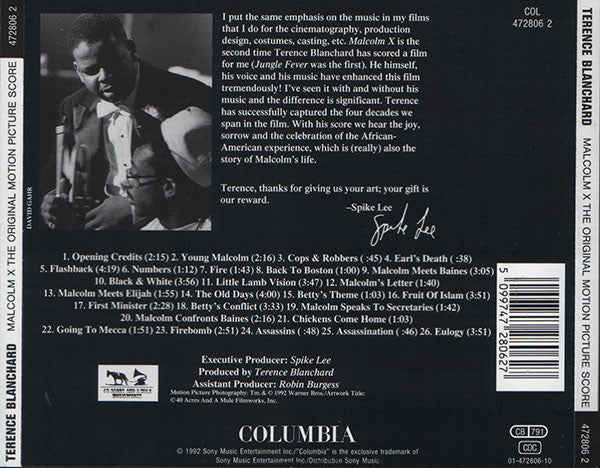 472806 2
TERENCE BLANCHARD MALCOLM X THE ORIGINAL MOTION PICTURE SCORE
DAVID GAHR
I put the same emphasis on the music in my films
that I do for the cinematography, production
design, costumes, casting, etc. Malcolm X is the
second time Terence Blanchard has scored a film
for me (Jungle Fever was the first). He himself,
his voice and his music have enhanced this film
tremendously! I've seen it with and without his
music and the difference is significant. Terence
has successfully captured the four decades we
span in the film. With his score we hear the joy,
sorrow and the celebration of the African-
American experience, which is (really) also the
story of Malcolm's life.
Terence, thanks for giving us your art; your gift is
our reward.
–Spike Lee
Spike Lee
COL
472806 2
1. Opening Credits (2:15) 2. Young Malcolm (2:16) 3. Cops & Robbers ( :45) 4. Earl's Death ( :38)
5. Flashback (4:19) 6. Numbers (1:12) 7. Fire (1:43) 8. Back To Boston (1:00) 9. Malcolm Meets Baines (3:05)
10. Black & White (3:56) 11. Little Lamb Vision (3:47) 12. Malcolm's Letter (1:40)
13. Malcolm Meets Elijah (1:55) 14. The Old Days (4:00) 15. Betty's Theme (1:03) 16. Fruit Of Islam (3:51)
17. First Minister (2:28) 18. Betty's Conflict (3:33) 19. Malcolm Speaks To Secretaries (1:42)
20. Malcolm Confronts Baines (2:16) 21. Chickens Come Home (1:03)
22. Going To Mecca (1:51) 23. Firebomb (2:51) 24. Assassins ( :48) 25. Assassination ( :46) 26. Eulogy (3:51)
Executive Producer: Spike Lee
Produced by Terence Blanchard
Assistant Producer: Robin Burgess
Motion Picture Photography: Tm. & © 1992 Warner Bros./Artwork Title:
©40 Acres And A Mule Filmworks, Inc.
40 ACRES AND A MULE
COLUMBIA
© 1992 Sony Music Entertainment Inc./"Columbia" is the exclusive trademark of
Sony Music Entertainment Inc./Distribution Sony Music
5 099747 280627
CB 791
CDC
01-472806-10
TERENCE BLANCHARD MALCOLM X THE ORIGINAL MOTION PICTURE SCORE
472806 2